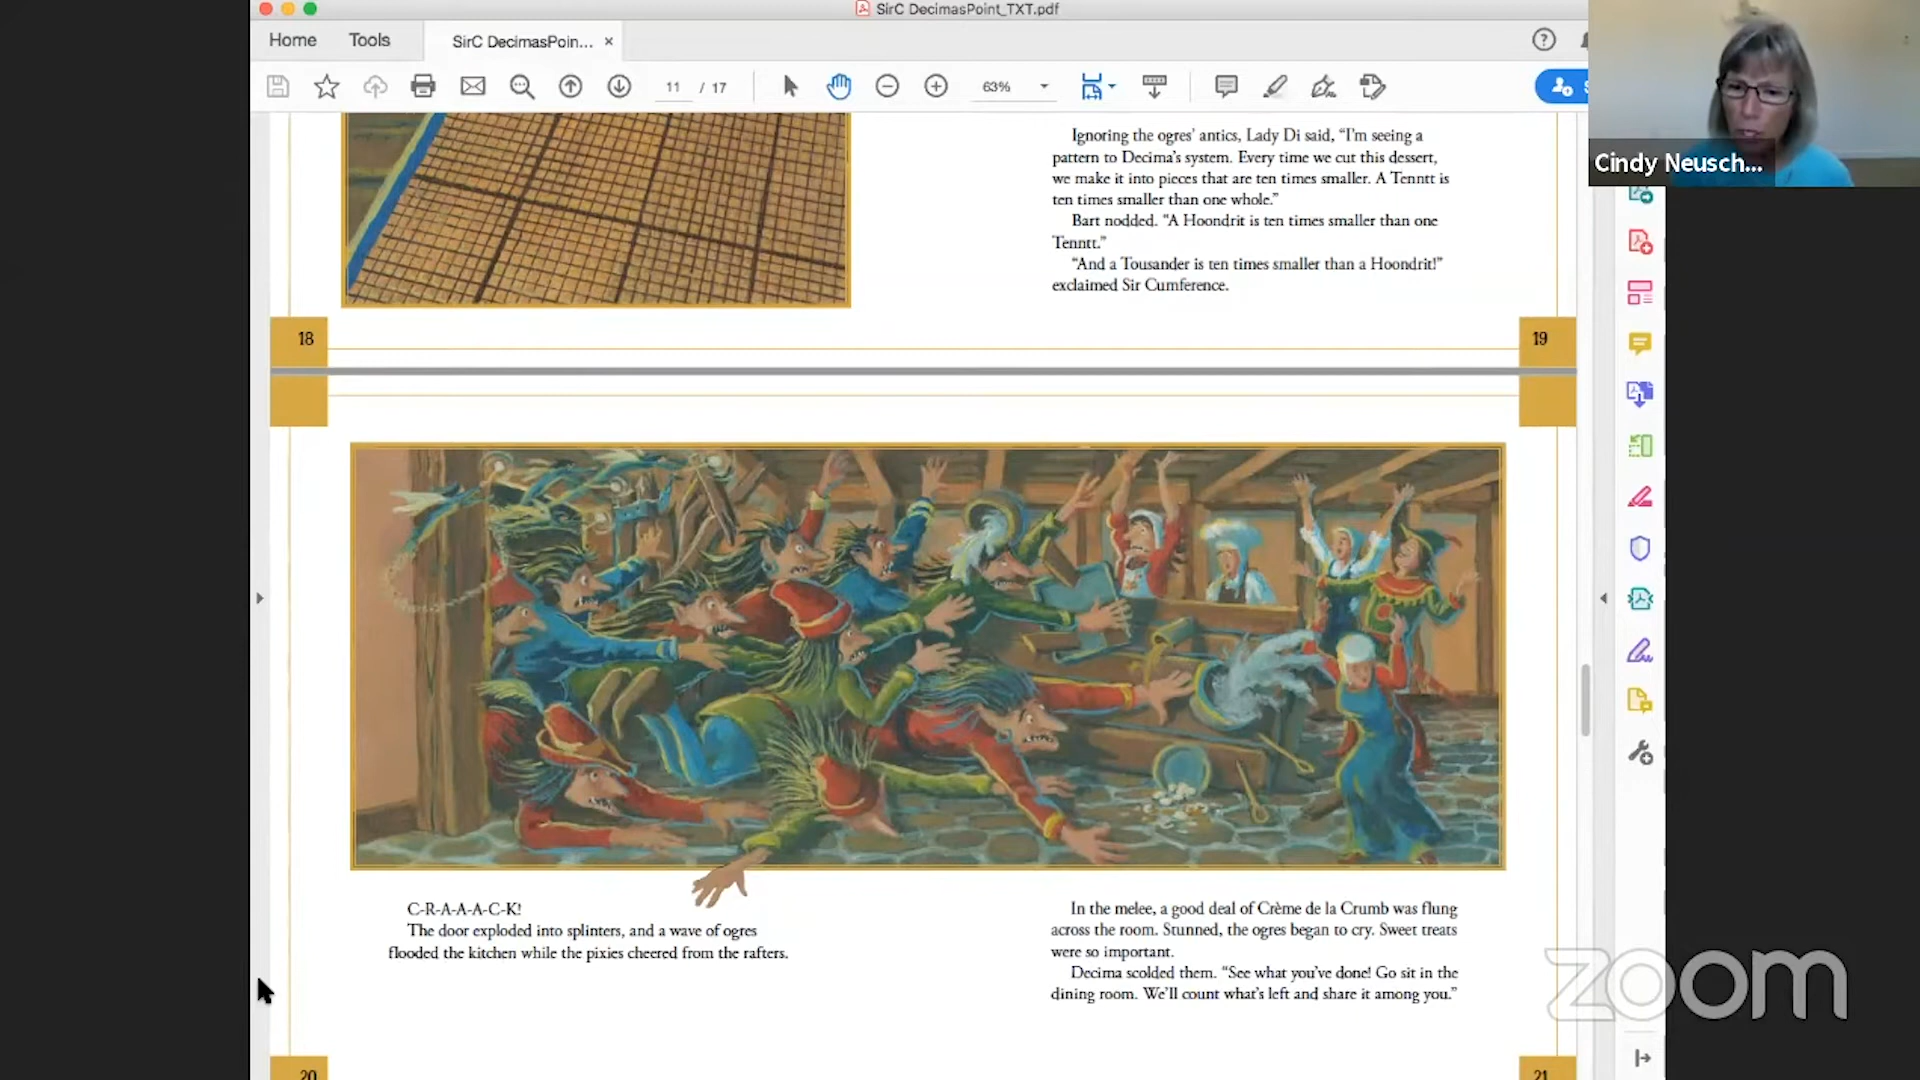 SirC DecimasPoint_TXT.pdf
Home
Tools
SirC DecimasPoin...
11 / 17
63%
Cindy Neusch...
Ignoring the ogres' antics, Lady Di said, “I'm seeing a
pattern to Decima's system. Every time we cut this dessert,
we make it into pieces that are ten times smaller. A Tenntt is
ten times smaller than one whole.”
Bart nodded. “A Hoondrit is ten times smaller than one
Tenntt.”
“And a Tousander is ten times smaller than a Hoondrit!”
exclaimed Sir Cumference.
18
19
C-R-A-A-A-C-K!
The door exploded into splinters, and a wave of ogres
flooded the kitchen while the pixies cheered from the rafters.
In the melee, a good deal of Crème de la Crumb was flung
across the room. Stunned, the ogres began to cry. Sweet treats
were so important.
Decima scolded them. “See what you've done! Go sit in the
dining room. We'll count what's left and share it among you.”
20
21
zoom